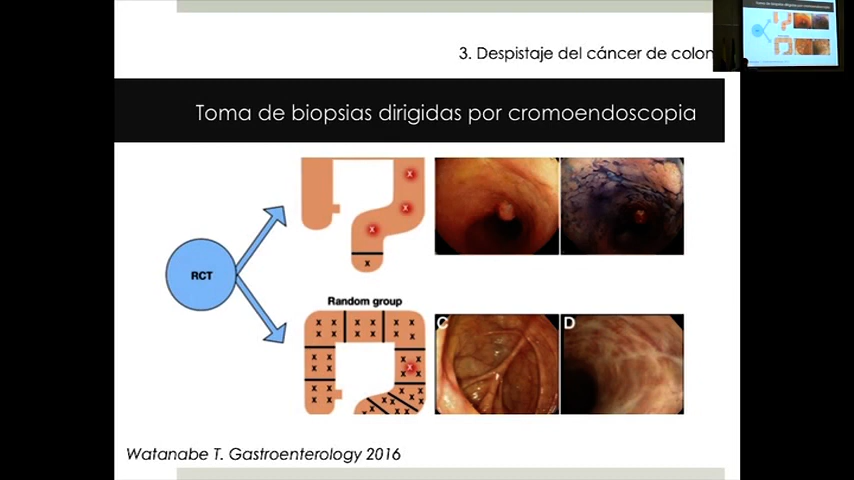 3. Despistaje del cáncer de colon
Toma de biopsias dirigidas por cromoendoscopia
RCT
x
x
x
x
Random group
C
D
Watanabe T. Gastroenterology 2016